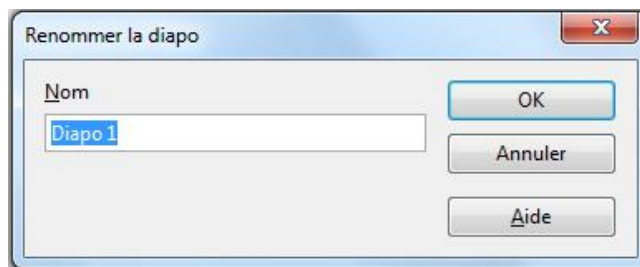 Renommer la diapo
Nom
Diapo 1
OK
Annuler
Aide